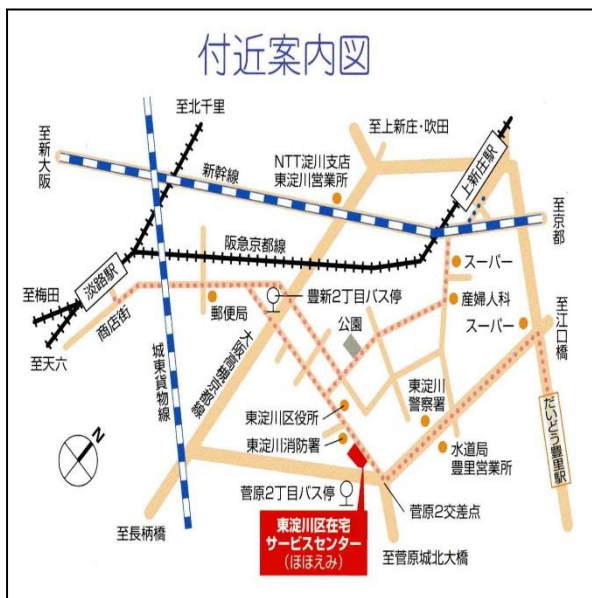 付近案内図
至北千里
至上新庄・吹田
至新大阪
新幹線
NTT淀川支店
東淀川営業所
上新庄駅
至京都
阪急京都線
スーパー
淡路駅
豊新2丁目バス停
産婦人科
至梅田
郵便局
公園
スーパー
至江口橋
商店街
至天六
大阪高槻京都線
城東貨物線
東淀川区役所
東淀川
警察署
だいどう豊里駅
N
東淀川消防署
水道局
豊里営業所
菅原2丁目バス停
菅原2交差点
至長柄橋
東淀川区在宅
サービスセンター
(ほほえみ)
至菅原城北大橋